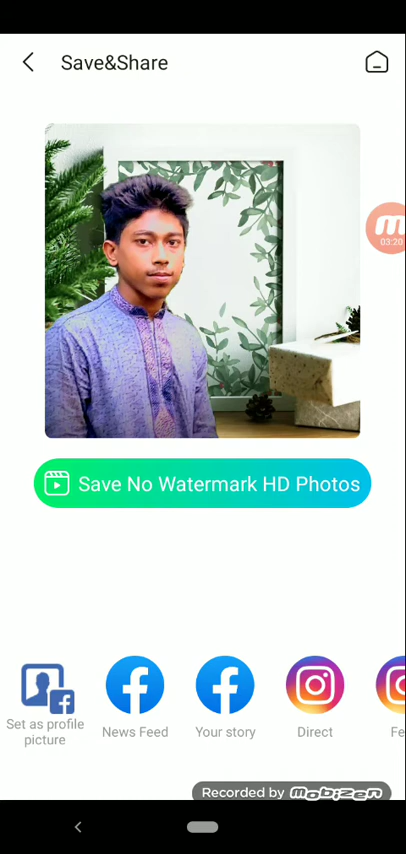 Save&Share
03:20
Save No Watermark HD Photos
Set as profile
picture
News Feed
Your story
Direct
Fe
Recorded by mobizen